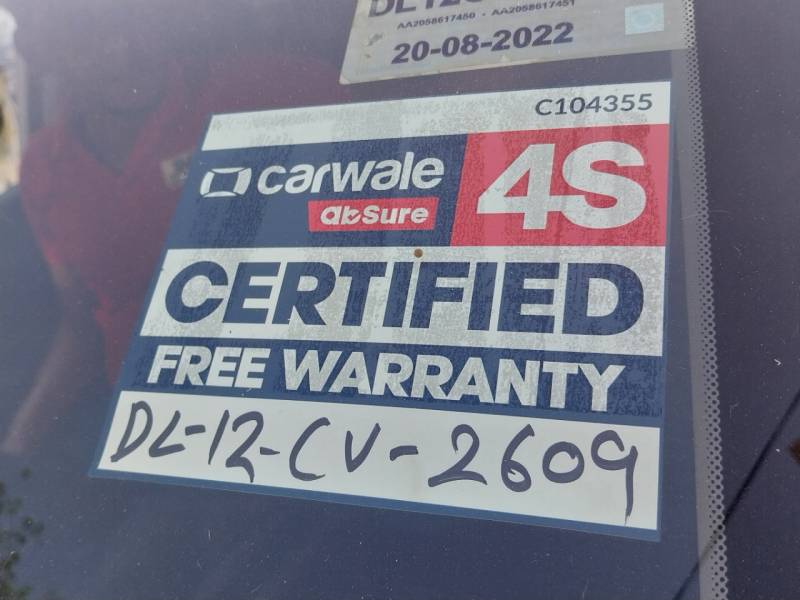 AA2058617450 - AA2058617451
20-08-2022
C104355
carwale
abSure
4S
CERTIFIED
FREE WARRANTY
DL-12-CV-2609